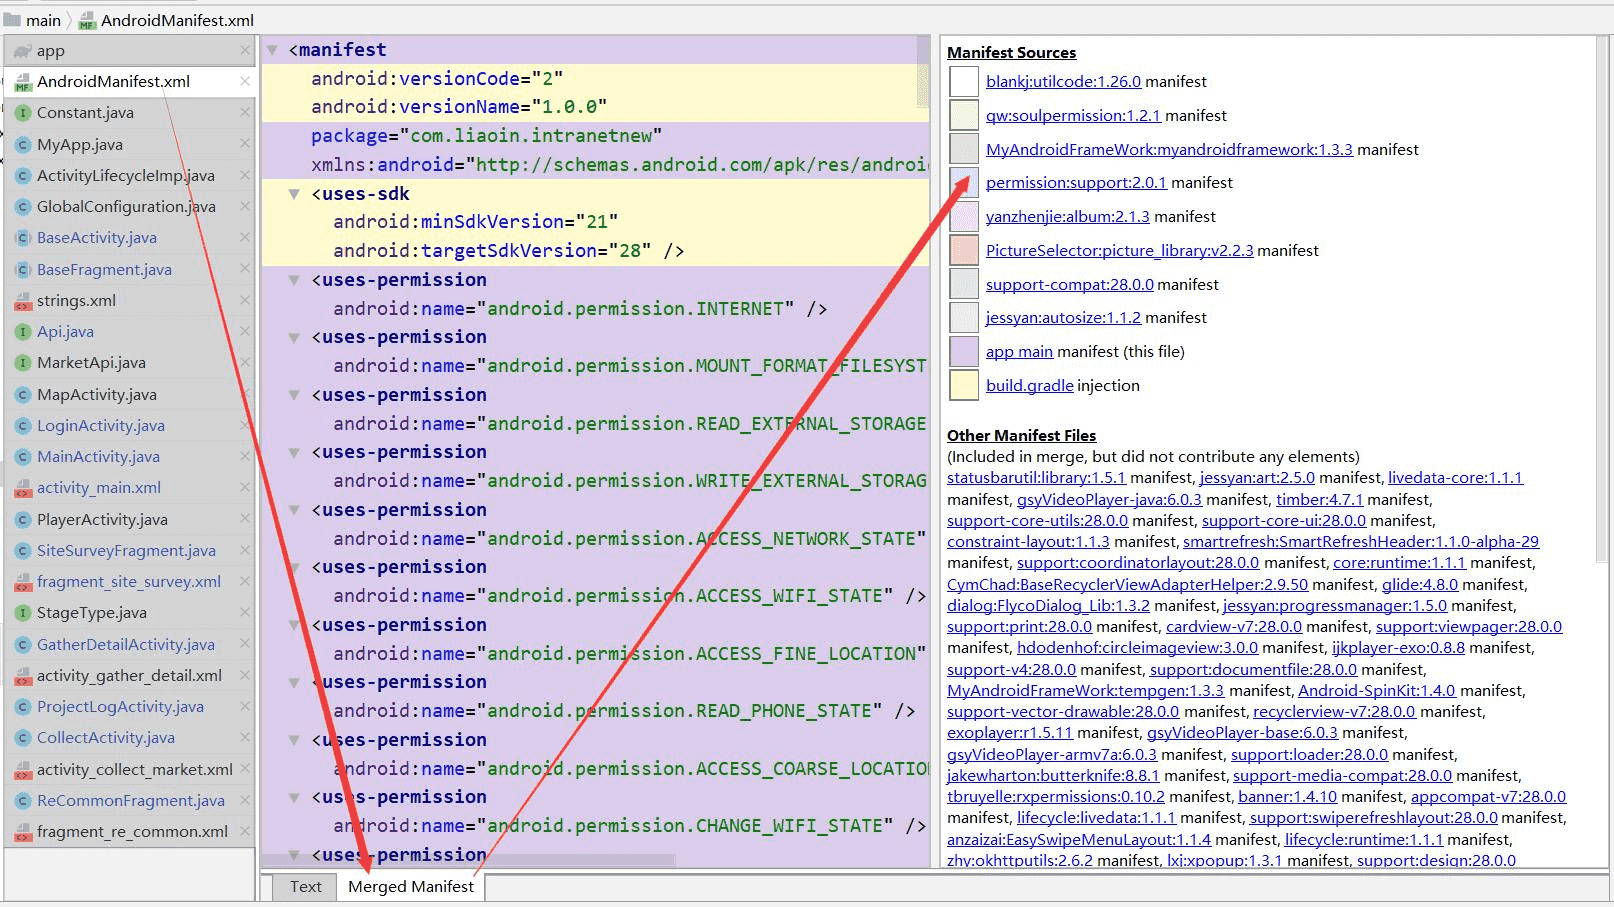 main
AndroidManifest.xml
app
AndroidManifest.xml
Constant.java
MyApp.java
ActivityLifecycleImp.java
GlobalConfiguration.java
BaseActivity.java
BaseFragment.java
strings.xml
Api.java
MarketApi.java
MapActivity.java
LoginActivity.java
MainActivity.java
activity_main.xml
PlayerActivity.java
SiteSurveyFragment.java
fragment_site_survey.xml
StageType.java
GatherDetailActivity.java
activity_gather_detail.xml
ProjectLogActivity.java
CollectActivity.java
activity_collect_market.xml
ReCommonFragment.java
fragment_re_common.xml
<manifest
android:versionCode="2"
android:versionName="1.0.0"
package="com.liaoin.intranetnew"
xmlns:android="http://schemas.android.com/apk/res/androi
<uses-sdk
android:minSdkVersion="21"
android:targetSdkVersion="28" />
<uses-permission
android:name="android.permission.INTERNET" />
<uses-permission
android:name="android.permission.MOUNT_FORMAT_FILESYST
<uses-permission
android:name="android.permission.READ_EXTERNAL_STORAGE
<uses-permission
android:name="android.permission.WRITE_EXTERNAL_STORAG
<uses-permission
android:name="android.permission.ACCESS_NETWORK_STATE"
<uses-permission
android:name="android.permission.ACCESS_WIFI_STATE" />
<uses-permission
android:name="android.permission.ACCESS_FINE_LOCATION"
<uses-permission
android:name="android.permission.READ_PHONE_STATE" />
<uses-permission
android:name="android.permission.ACCESS_COARSE_LOCATIO
<uses-permission
android:name="android.permission.CHANGE_WIFI_STATE" />
<uses-permission
Text
Merged Manifest
Manifest Sources
blankj:utilcode:1.26.0 manifest
qw:soulpermission:1.2.1 manifest
MyAndroidFrameWork:myandroidframework:1.3.3 manifest
permission:support:2.0.1 manifest
yanzhenjie:album:2.1.3 manifest
PictureSelector:picture_library:v2.2.3 manifest
support-compat:28.0.0 manifest
jessyan:autosize:1.1.2 manifest
app main manifest (this file)
build.gradle injection
Other Manifest Files
(Included in merge, but did not contribute any elements)
statusbarutil:library:1.5.1 manifest, jessyan:art:2.5.0 manifest, livedata-core:1.1.1
manifest, gsyVideoPlayer-java:6.0.3 manifest, timber:4.7.1 manifest,
support-core-utils:28.0.0 manifest, support-core-ui:28.0.0 manifest,
constraint-layout:1.1.3 manifest, smartrefresh:SmartRefreshHeader:1.1.0-alpha-29
manifest, support:coordinatorlayout:28.0.0 manifest, core:runtime:1.1.1 manifest,
CymChad:BaseRecyclerViewAdapterHelper:2.9.50 manifest, glide:4.8.0 manifest,
dialog:FlycoDialog_Lib:1.3.2 manifest, jessyan:progressmanager:1.5.0 manifest,
support:print:28.0.0 manifest, cardview-v7:28.0.0 manifest, support:viewpager:28.0.0
manifest, hdodenhof:circleimageview:3.0.0 manifest, ijkplayer-exo:0.8.8 manifest,
support-v4:28.0.0 manifest, support:documentfile:28.0.0 manifest,
MyAndroidFrameWork:tempgen:1.3.3 manifest, Android-SpinKit:1.4.0 manifest,
support-vector-drawable:28.0.0 manifest, recyclerview-v7:28.0.0 manifest,
exoplayer:r1.5.11 manifest, gsyVideoPlayer-base:6.0.3 manifest,
gsyVideoPlayer-armv7a:6.0.3 manifest, support:loader:28.0.0 manifest,
jakewharton:butterknife:8.8.1 manifest, support-media-compat:28.0.0 manifest,
tbruyelle:rxpermissions:0.10.2 manifest, banner:1.4.10 manifest, appcompat-v7:28.0.0
manifest, lifecycle:livedata:1.1.1 manifest, support:swiperefreshlayout:28.0.0 manifest,
anzaizai:EasySwipeMenuLayout:1.1.4 manifest, lifecycle:runtime:1.1.1 manifest,
zhy:okhttputils:2.6.2 manifest, lxj:xpopup:1.3.1 manifest, support:design:28.0.0